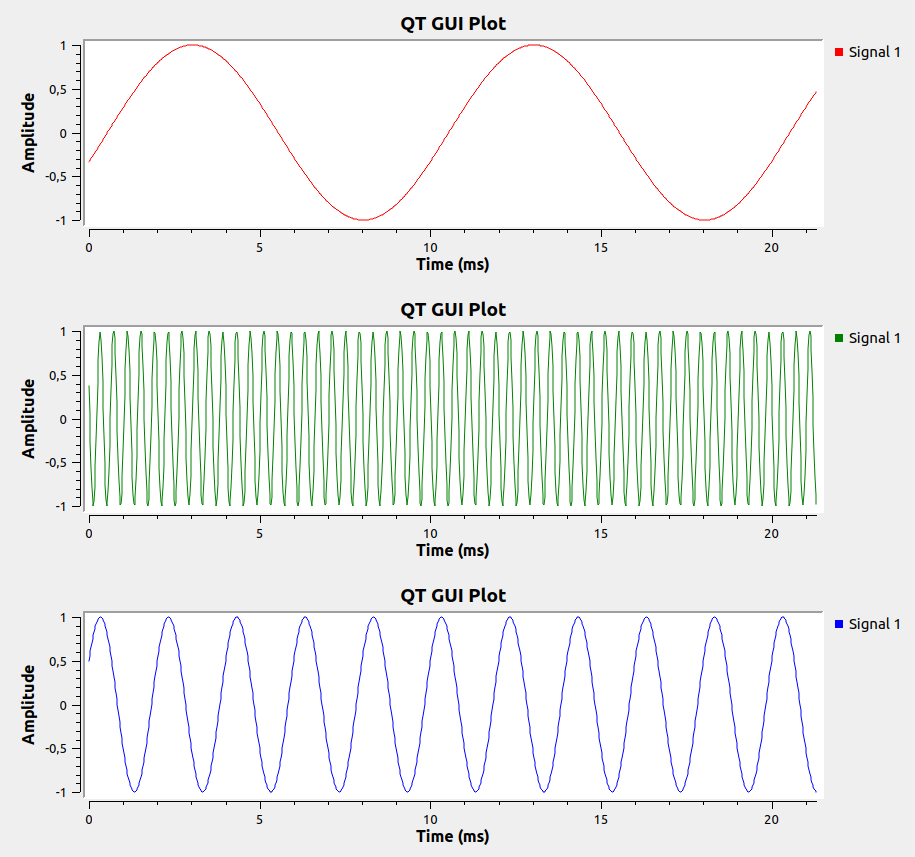 QT GUI Plot
Signal 1
1
0,5
0
-0,5
-1
Amplitude
0 5 10 15 20
Time (ms)
QT GUI Plot
Signal 1
1
0,5
0
-0,5
-1
Amplitude
0 5 10 15 20
Time (ms)
QT GUI Plot
Signal 1
1
0,5
0
-0,5
-1
Amplitude
0 5 10 15 20
Time (ms)